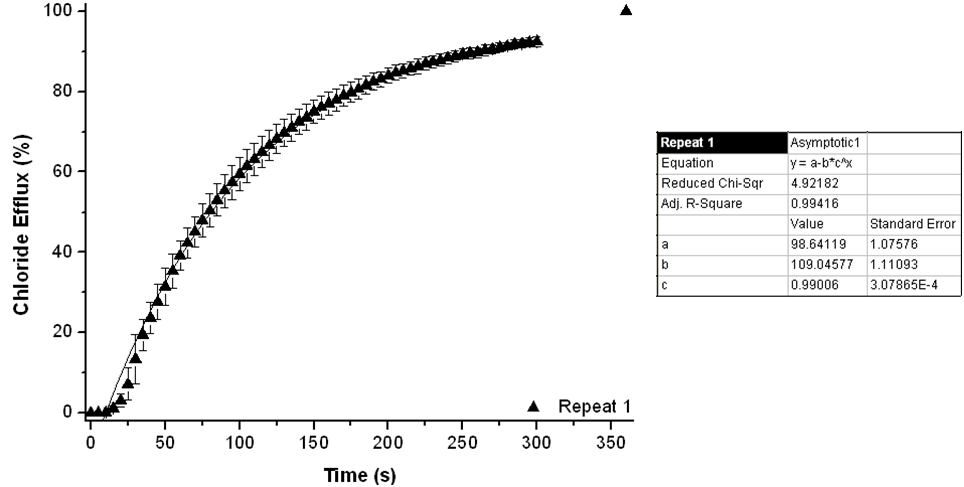 100
80
60
40
20
0
Chloride Efflux (%)
0 50 100 150 200 250 300 350
Time (s)
Repeat 1
Repeat 1 Asymptotic1
Equation y = a-b*c^x
Reduced Chi-Sqr 4.92182
Adj. R-Square 0.99416
Value Standard Error
a 98.64119 1.07576
b 109.04577 1.11093
c 0.99006 3.07865E-4